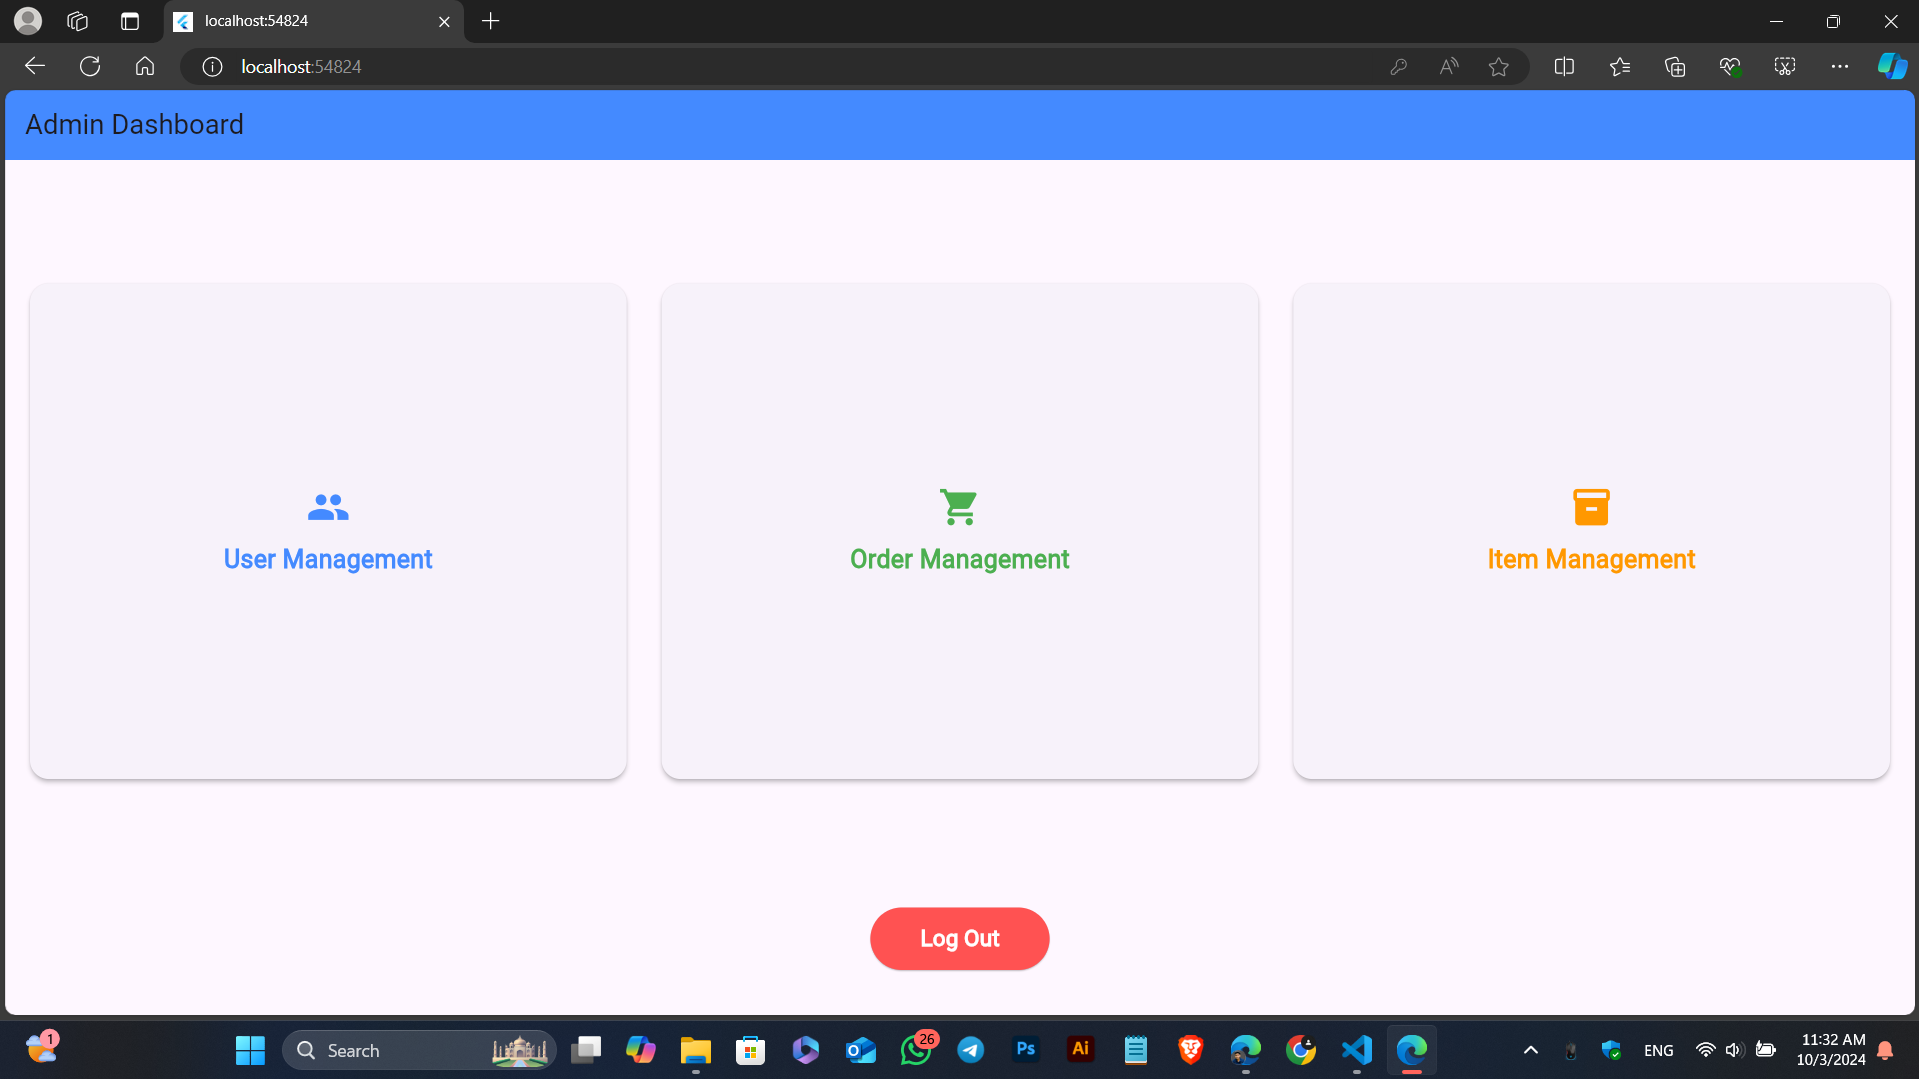 localhost:54824
localhost:54824
Admin Dashboard
User Management
Order Management
Item Management
Log Out
1
Search
26
Ps
Ai
ENG
11:32 AM
10/3/2024